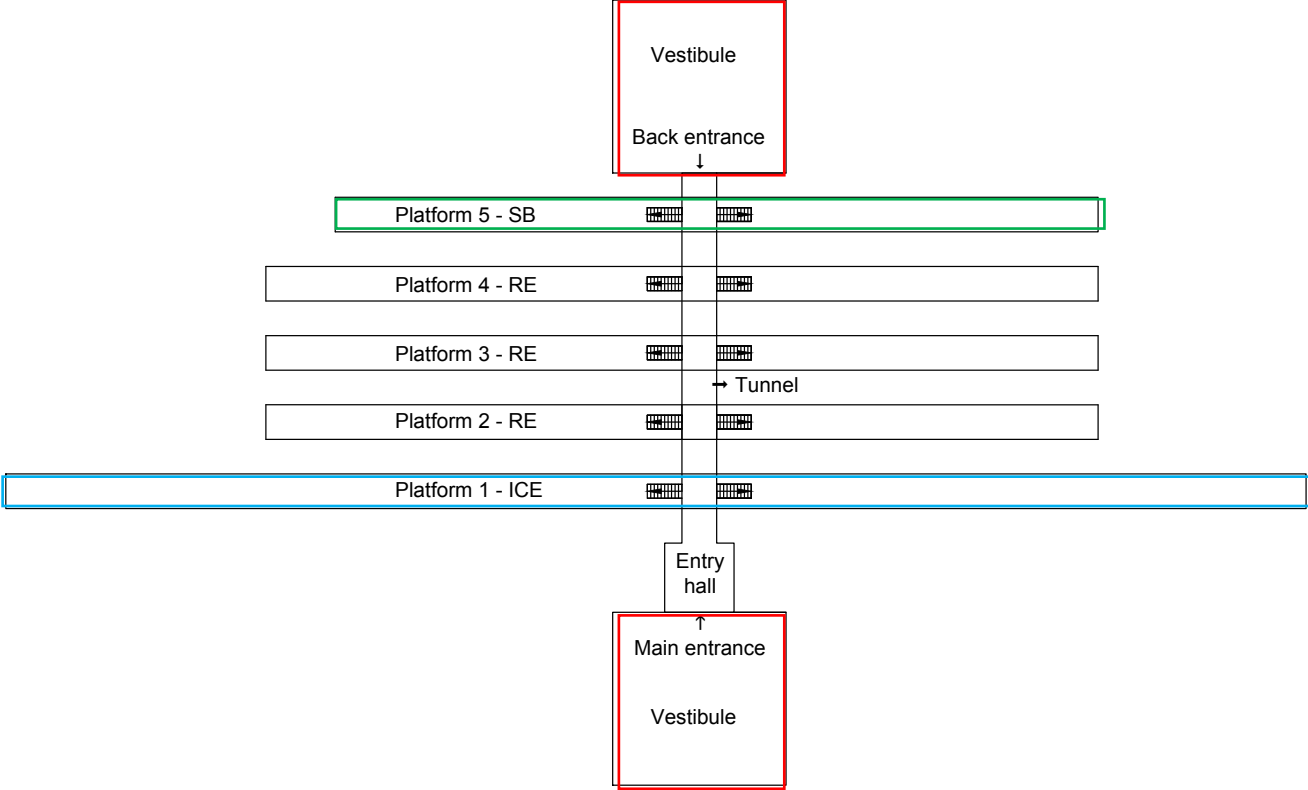 Vestibule
Back entrance
Platform 5 - SB
Platform 4 - RE
Platform 3 - RE
Tunnel
Platform 2 - RE
Platform 1 - ICE
Entry
hall
Main entrance
Vestibule